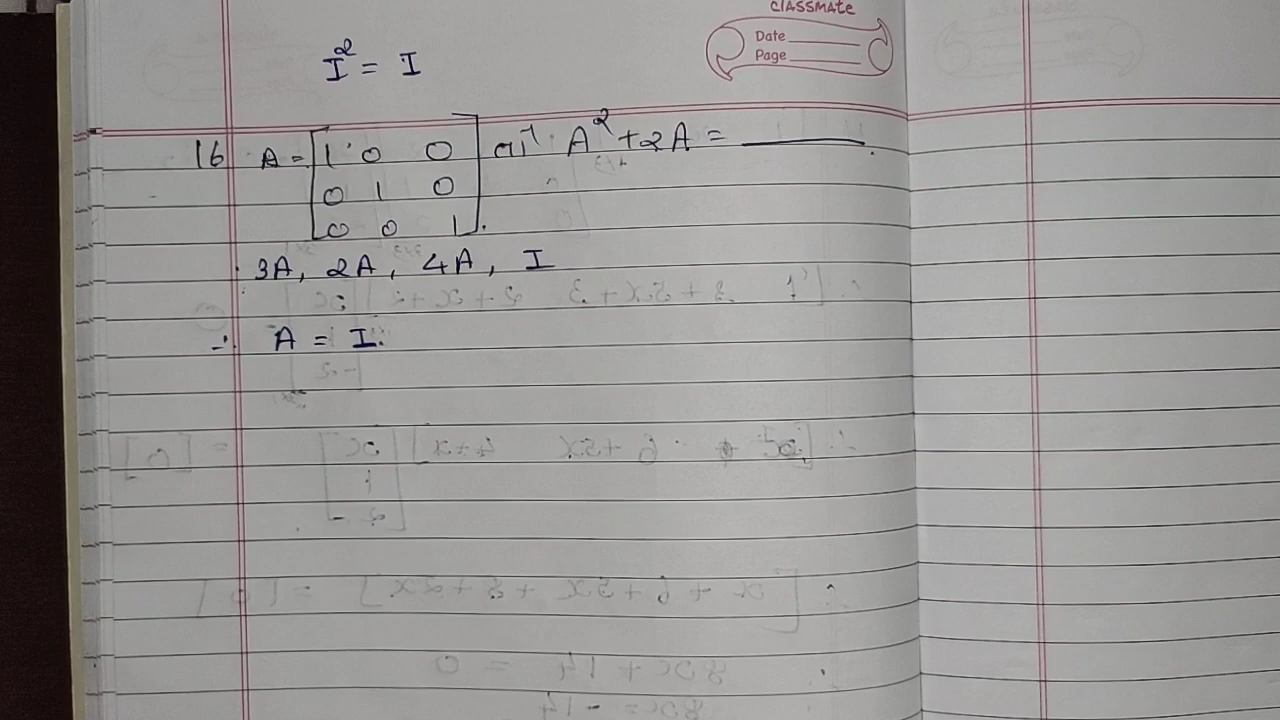 CLASSMATE
Date
Page
I² = I
16 A = [1 0 0 તો A² + 2A = ______.
0 1 0
0 0 1].
3A, 2A, 4A, I
∴ A = I.